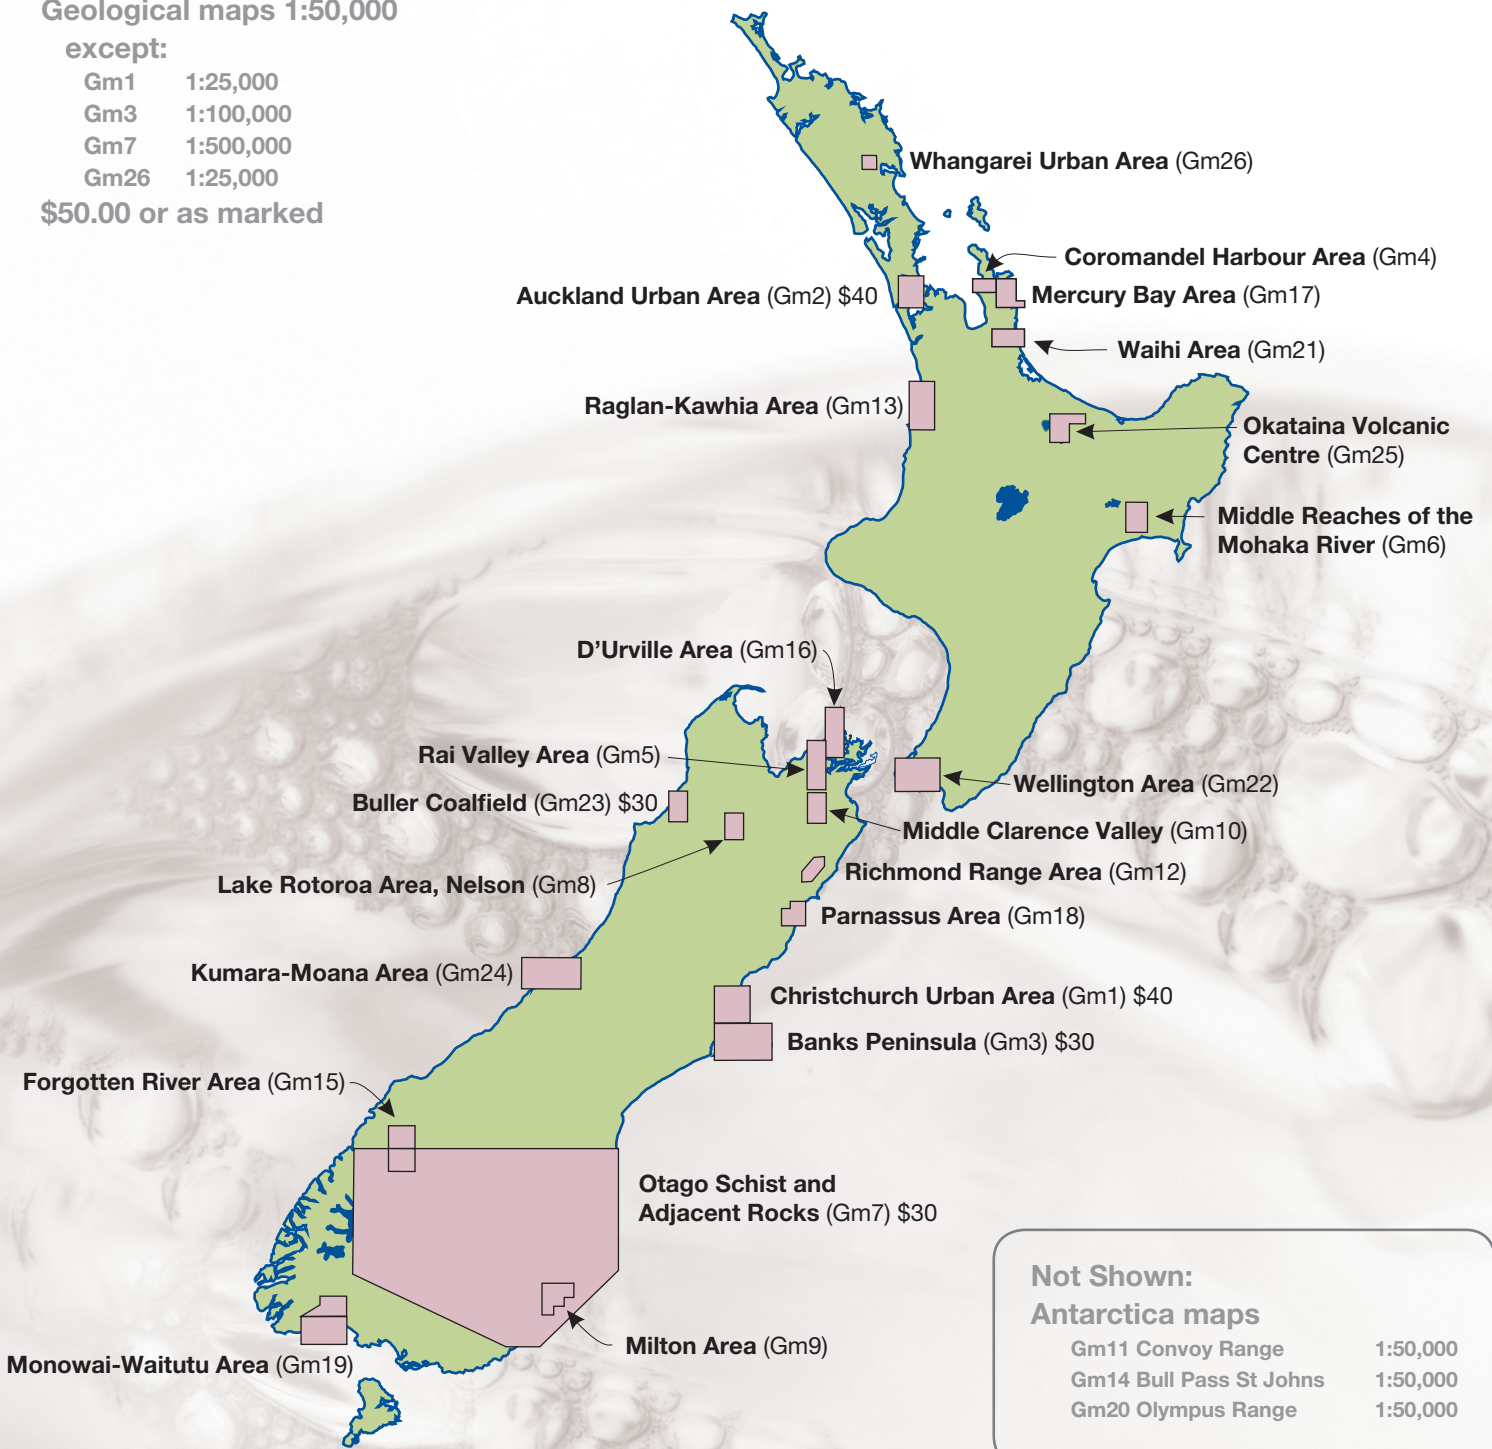 Geological maps 1:50,000
except:
Gm1 1:25,000
Gm3 1:100,000
Gm7 1:500,000
Gm26 1:25,000
$50.00 or as marked
Whangarei Urban Area (Gm26)
Coromandel Harbour Area (Gm4)
Auckland Urban Area (Gm2) $40
Mercury Bay Area (Gm17)
Waihi Area (Gm21)
Raglan-Kawhia Area (Gm13)
Okataina Volcanic
Centre (Gm25)
Middle Reaches of the
Mohaka River (Gm6)
D'Urville Area (Gm16)
Rai Valley Area (Gm5)
Wellington Area (Gm22)
Buller Coalfield (Gm23) $30
Middle Clarence Valley (Gm10)
Richmond Range Area (Gm12)
Lake Rotoroa Area, Nelson (Gm8)
Parnassus Area (Gm18)
Kumara-Moana Area (Gm24)
Christchurch Urban Area (Gm1) $40
Banks Peninsula (Gm3) $30
Forgotten River Area (Gm15)
Otago Schist and
Adjacent Rocks (Gm7) $30
Milton Area (Gm9)
Monowai-Waitutu Area (Gm19)
Not Shown:
Antarctica maps
Gm11 Convoy Range 1:50,000
Gm14 Bull Pass St Johns 1:50,000
Gm20 Olympus Range 1:50,000